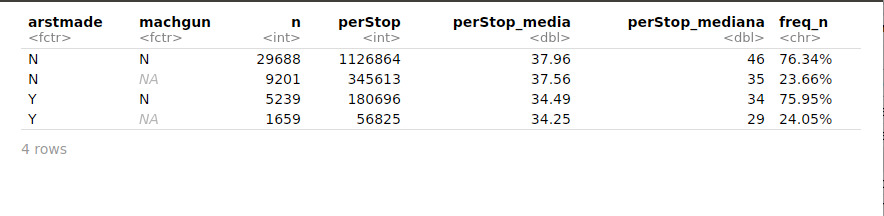 arstmade machgun n perStop perStop_media perStop_mediana freq_n
<fctr> <fctr> <int> <int> <dbl> <dbl> <chr>
N N 29688 1126864 37.96 46 76.34%
N NA 9201 345613 37.56 35 23.66%
Y N 5239 180696 34.49 34 75.95%
Y NA 1659 56825 34.25 29 24.05%
4 rows